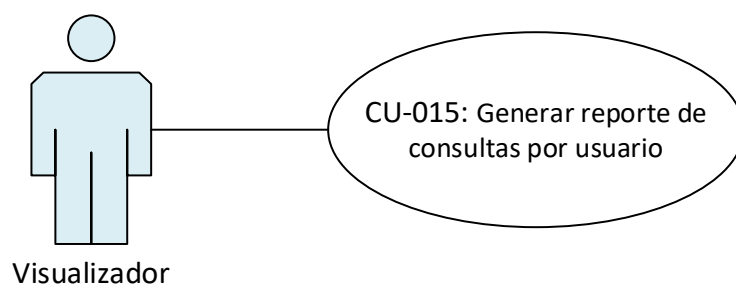 CU-015: Generar reporte de
consultas por usuario
Visualizador